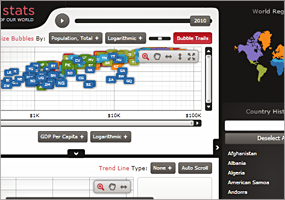 stats
OF OUR WORLD
2010
World Reg
Size Bubbles By: Population, Total + Logarithmic + Bubble Trails
$1K $10K $100K
GDP Per Capita + Logarithmic +
Country Hist
Deselect A
Trend Line Type: None + Auto Scroll
Afghanistan
Albania
Algeria
American Samoa
Andorra